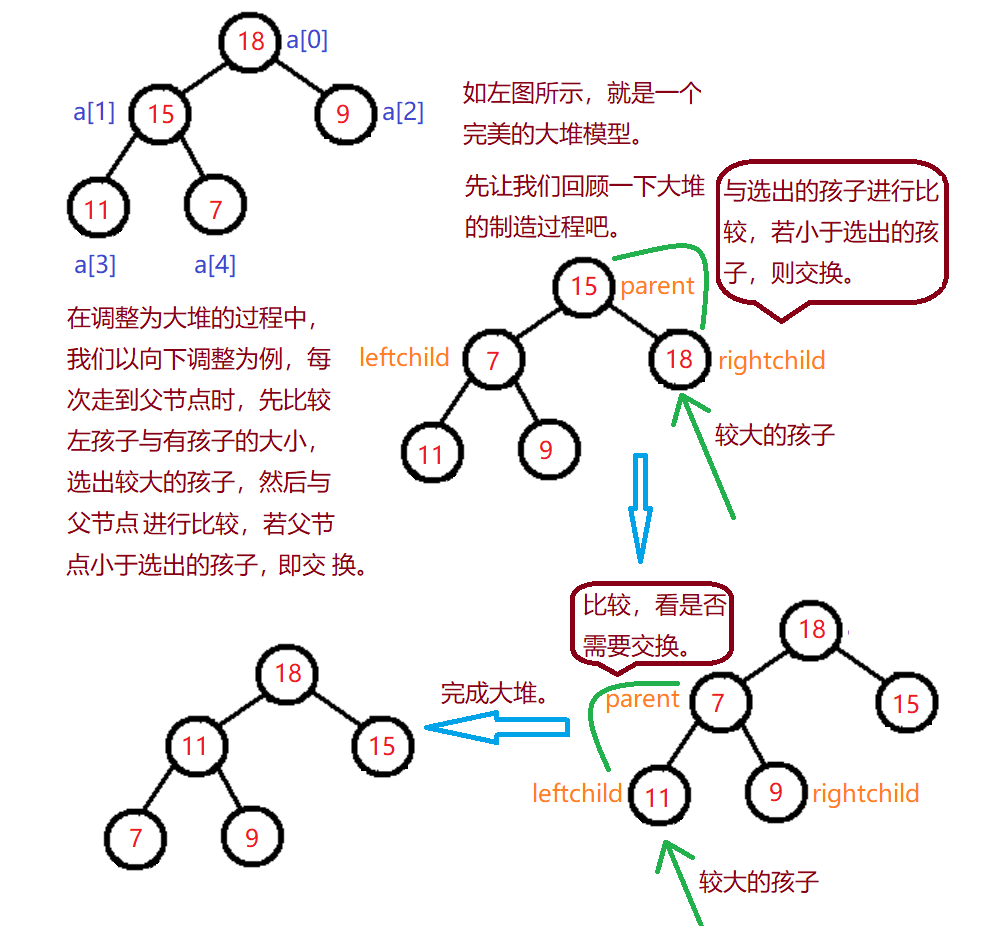 18 a[0]
a[1] 15 9 a[2]
11 7
a[3] a[4]
如左图所示，就是一个
完美的大堆模型。
先让我们回顾一下大堆
的制造过程吧。
与选出的孩子进行比
较，若小于选出的孩
子，则交换。
15 parent
leftchild 7 18 rightchild
11 9
较大的孩子
在调整为大堆的过程中，
我们以向下调整为例，每
次走到父节点时，先比较
左孩子与有孩子的大小，
选出较大的孩子，然后与
父节点进行比较，若父节
点小于选出的孩子，即交 换。
比较，看是否
需要交换。
18
parent 7 15
leftchild 11 9 rightchild
较大的孩子
完成大堆。
18
11 15
7 9